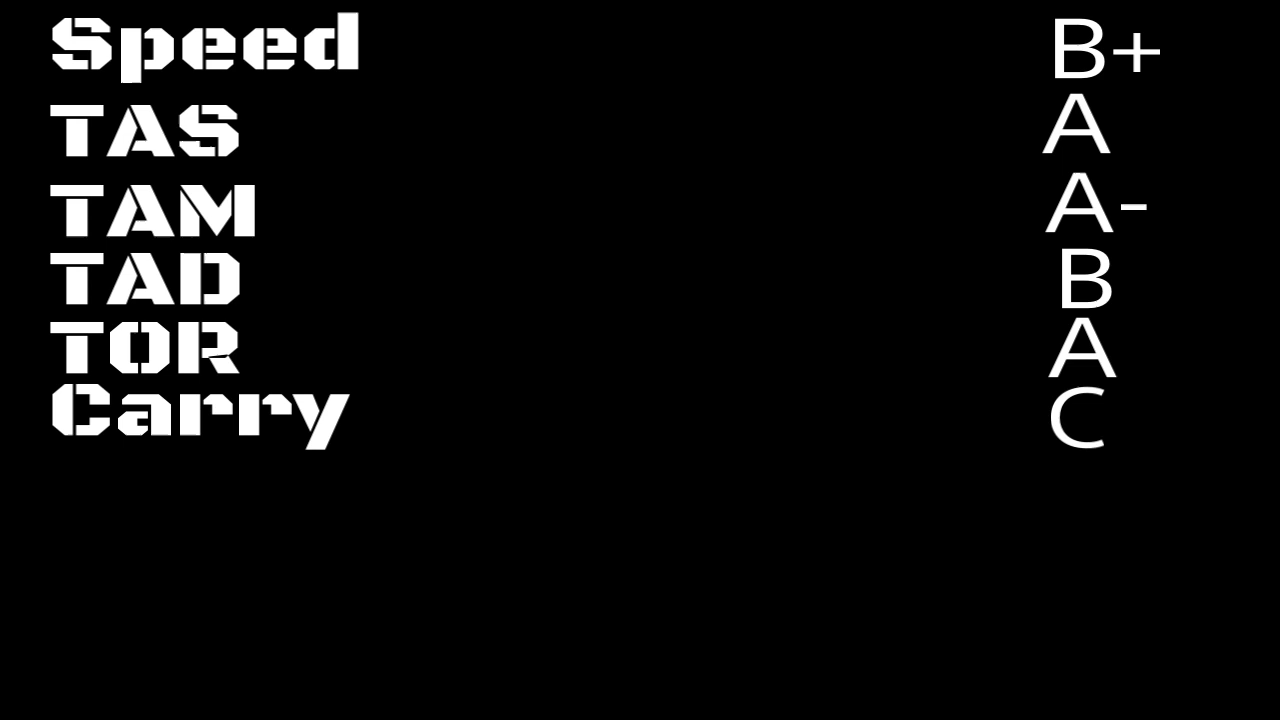 Speed B+
TAS A
TAM A-
TAD B
TOR A
Carry C